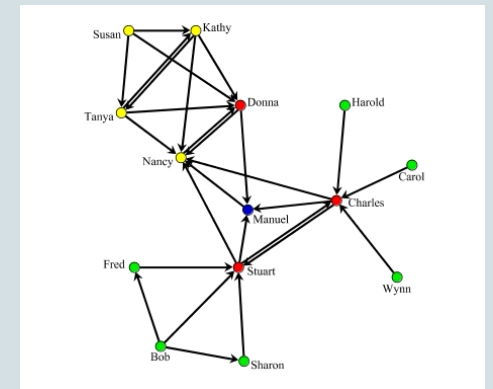 Susan
Kathy
Donna
Harold
Tanya
Nancy
Carol
Charles
Manuel
Fred
Stuart
Wynn
Bob
Sharon